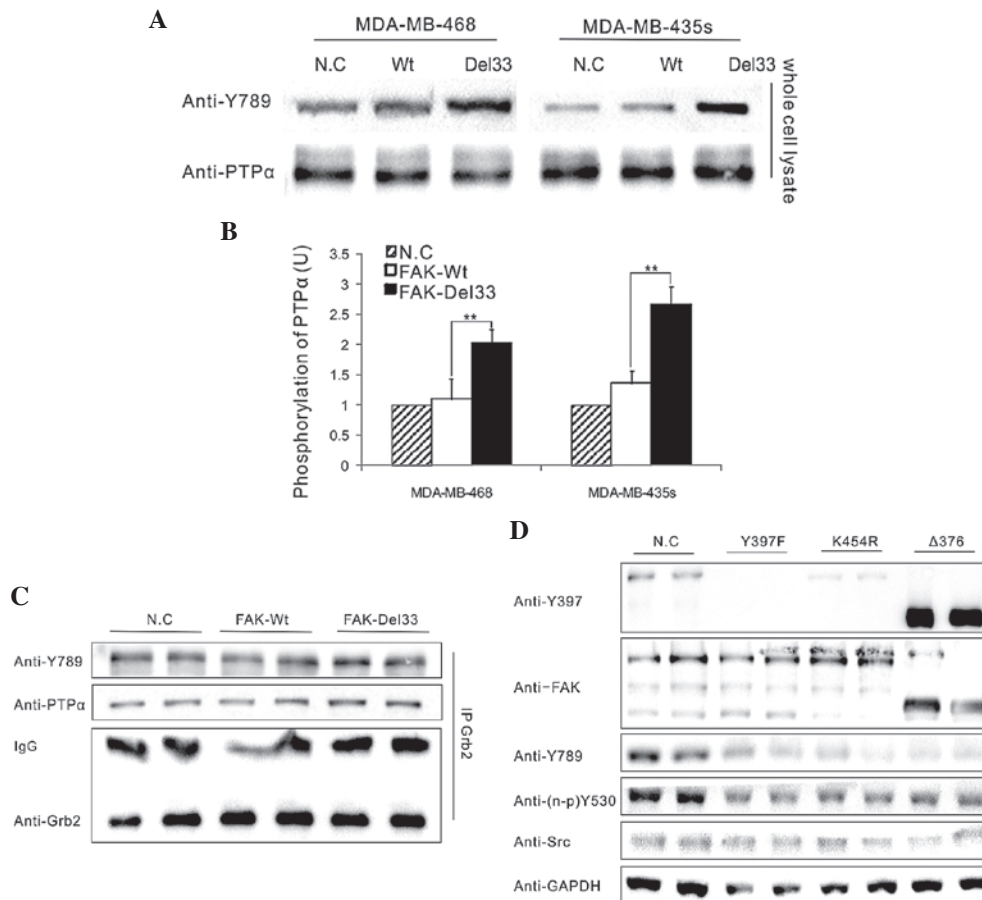 A
MDA-MB-468 MDA-MB-435s
N.C Wt Del33 N.C Wt Del33
Anti-Y789
Anti-PTPα
whole cell lysate
B
Phosphorylation of PTPα (U)
3.5
3
2.5
2
1.5
1
0.5
0
N.C
FAK-Wt
FAK-Del33
** **
MDA-MB-468 MDA-MB-435s
C
N.C FAK-Wt FAK-Del33
Anti-Y789
Anti-PTPα
IgG
Anti-Grb2
IP Grb2
D
N.C Y397F K454R Δ376
Anti-Y397
Anti-FAK
Anti-Y789
Anti-(n-p)Y530
Anti-Src
Anti-GAPDH